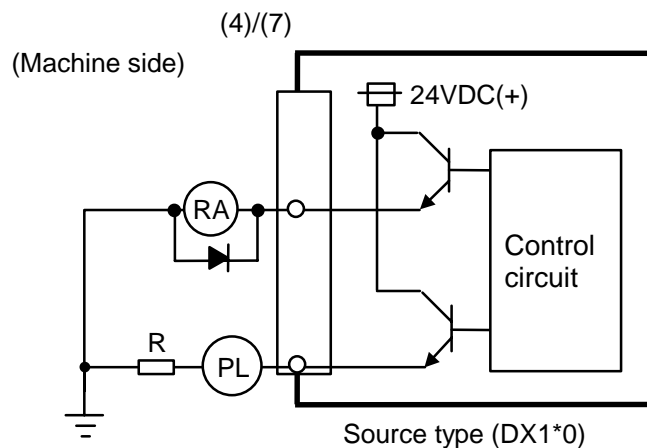 (4)/(7)
(Machine side)
24VDC(+)
RA
Control
circuit
R
PL
Source type (DX1*0)